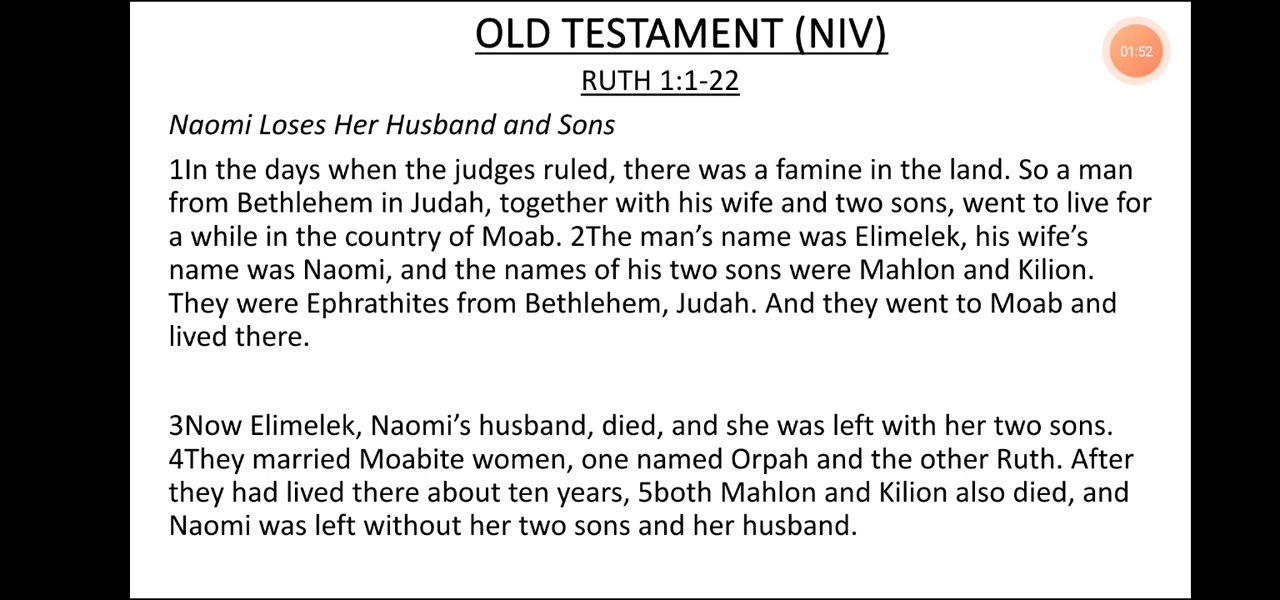 OLD TESTAMENT (NIV)
01:52
RUTH 1:1-22
Naomi Loses Her Husband and Sons
1In the days when the judges ruled, there was a famine in the land. So a man
from Bethlehem in Judah, together with his wife and two sons, went to live for
a while in the country of Moab. 2The man’s name was Elimelek, his wife’s
name was Naomi, and the names of his two sons were Mahlon and Kilion.
They were Ephrathites from Bethlehem, Judah. And they went to Moab and
lived there.
3Now Elimelek, Naomi’s husband, died, and she was left with her two sons.
4They married Moabite women, one named Orpah and the other Ruth. After
they had lived there about ten years, 5both Mahlon and Kilion also died, and
Naomi was left without her two sons and her husband.